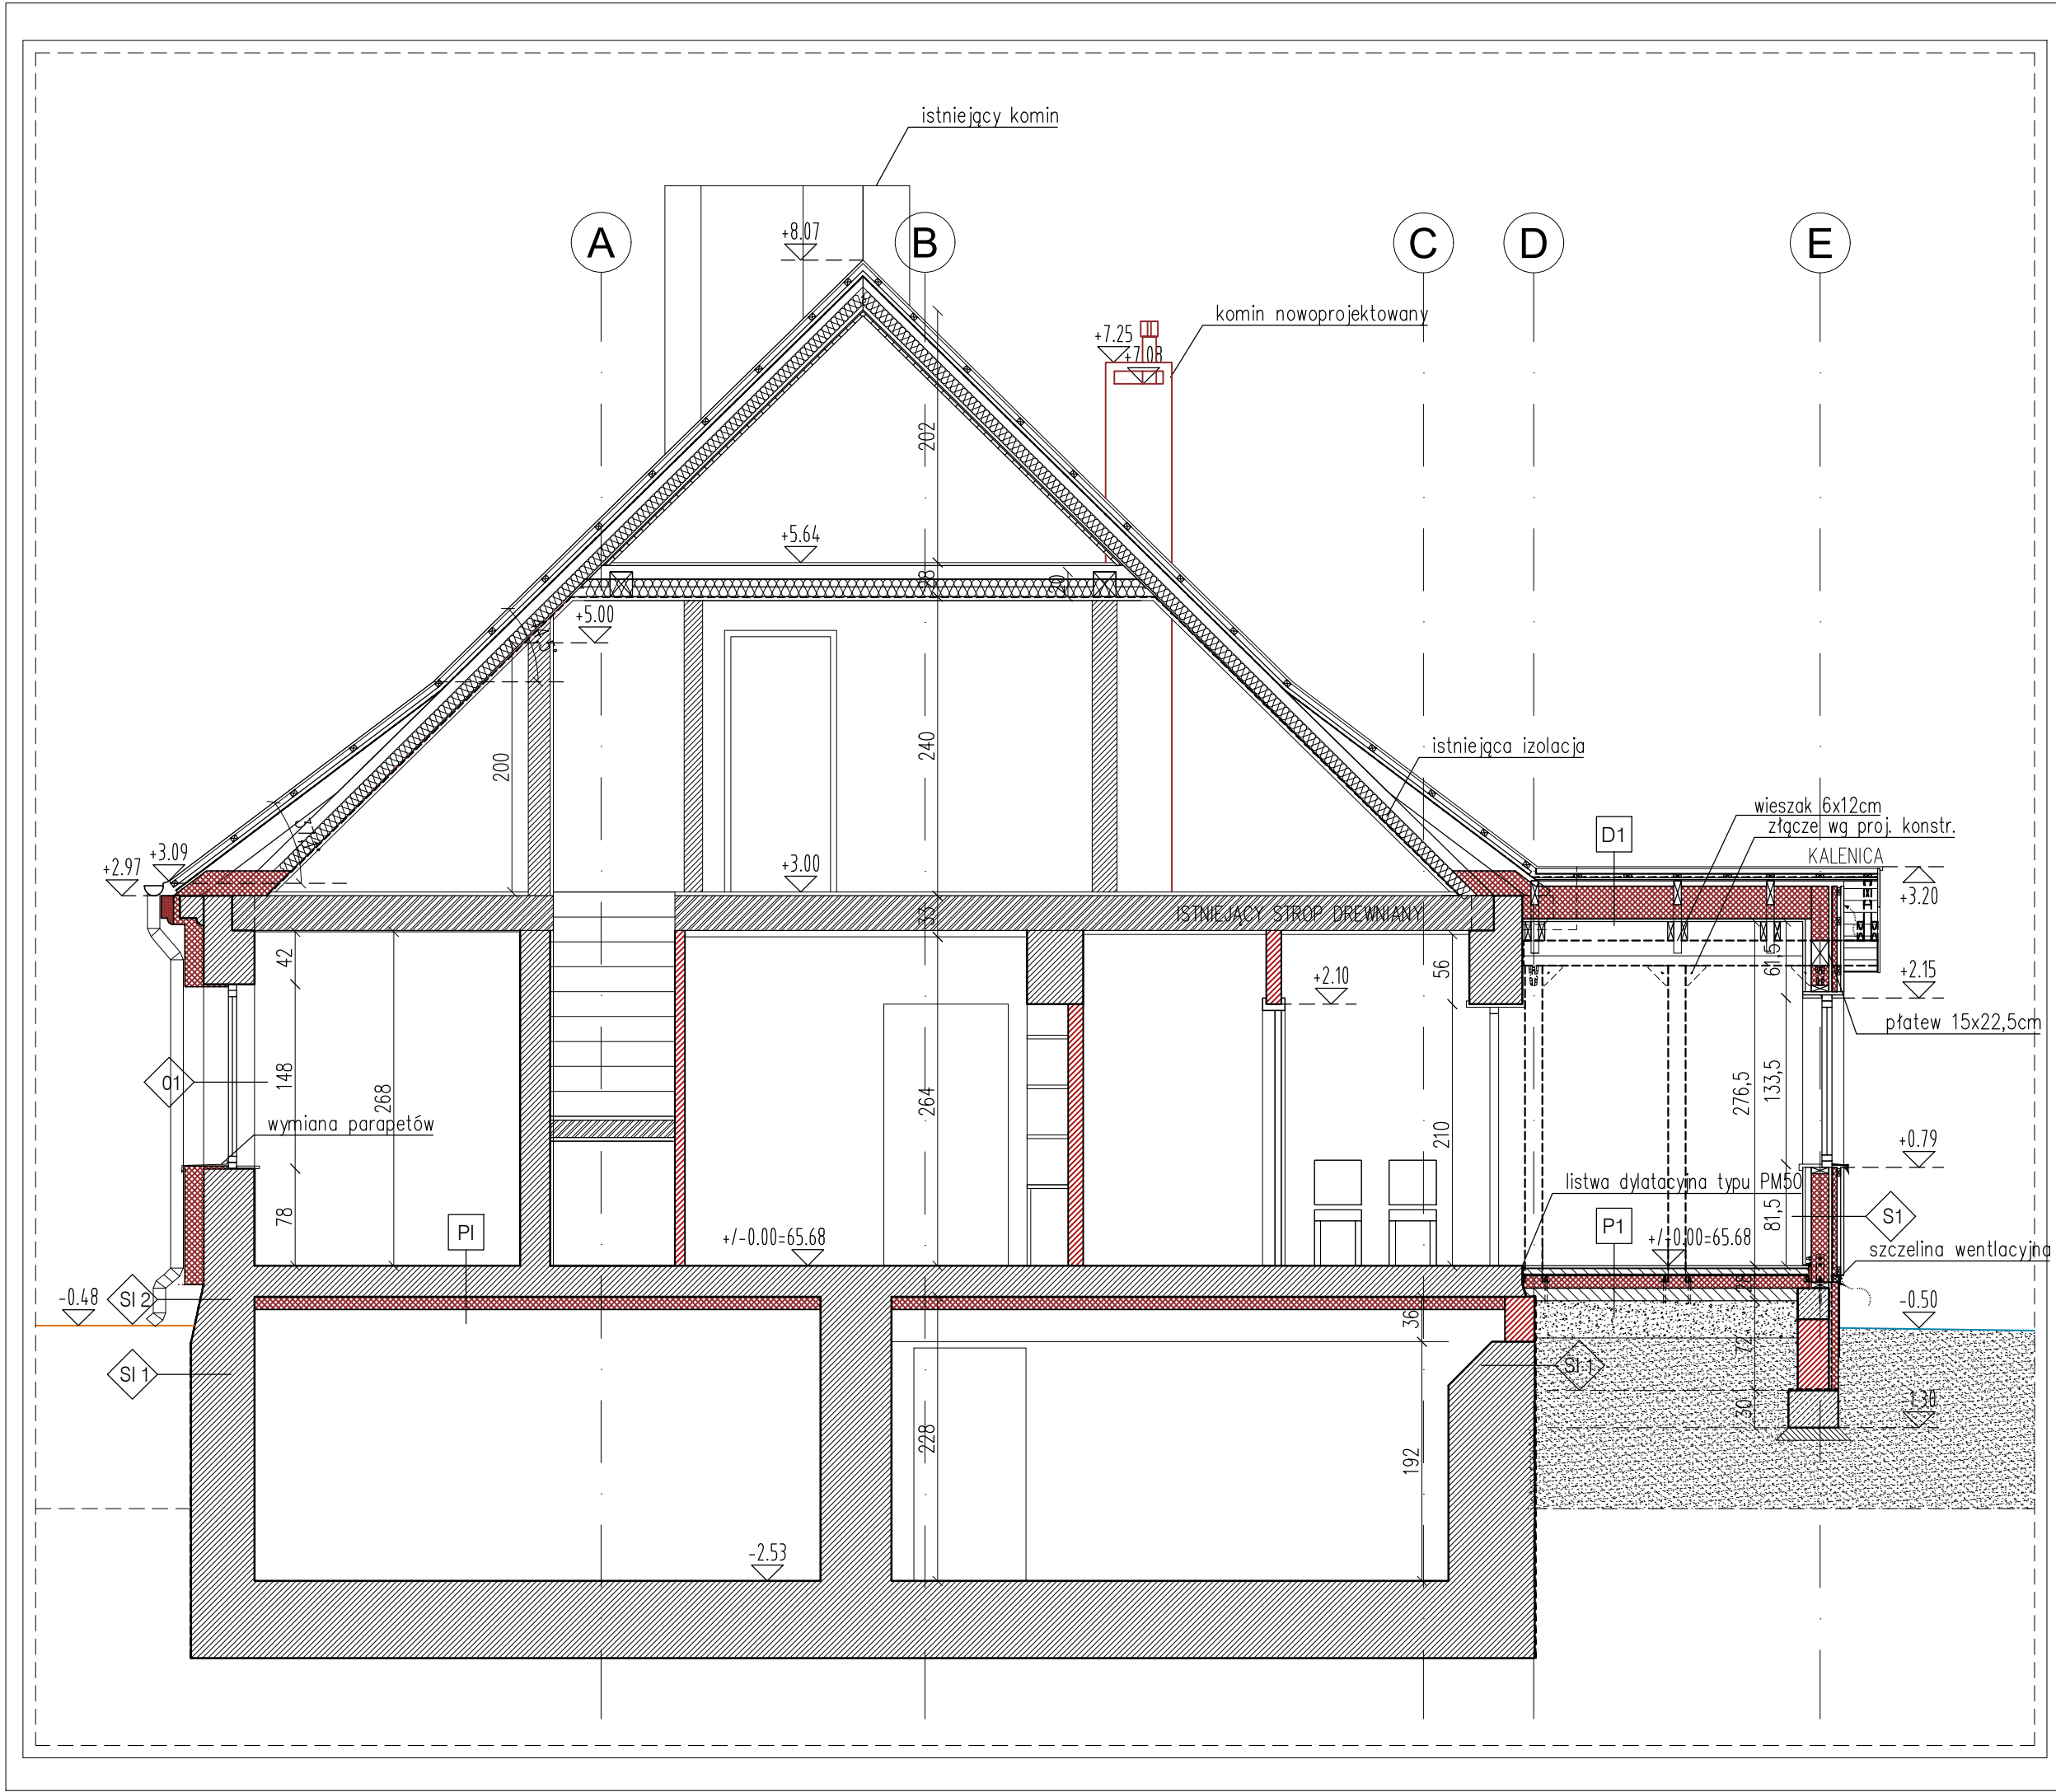 istniejący komin
A
B
C
D
E
+8.07
komin nowoprojektowany
+7.25
+7.08
202
+5.64
20
+5.00
240
200
istniejąca izolacja
wieszak 6x12cm
złącze wg proj. konstr.
D1
KALENICA
+3.20
+3.09
+2.97
+3.00
33
ISTNIEJĄCY STROP DREWNIANY
42
56
61,5
+2.10
+2.15
płatew 15x22,5cm
01
148
268
264
210
276,5
133,5
+0.79
wymiana parapetów
listwa dylatacyjna typu PM50
78
PI
+/-0.00=65.68
P1
+/-0.00=65.68
81,5
S1
szczelina wentlacyjna
-0.48
SI 2
36
28
-0.50
72
SI 1
SI 1
30
-1.30
228
192
-2.53